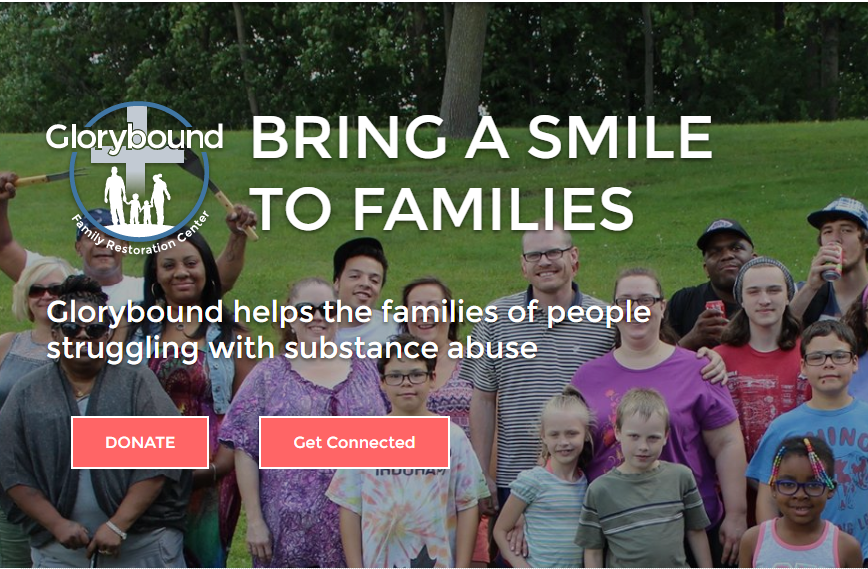 Glorybound
Family Restoration Center
BRING A SMILE
TO FAMILIES
Glorybound helps the families of people
struggling with substance abuse
DONATE
Get Connected